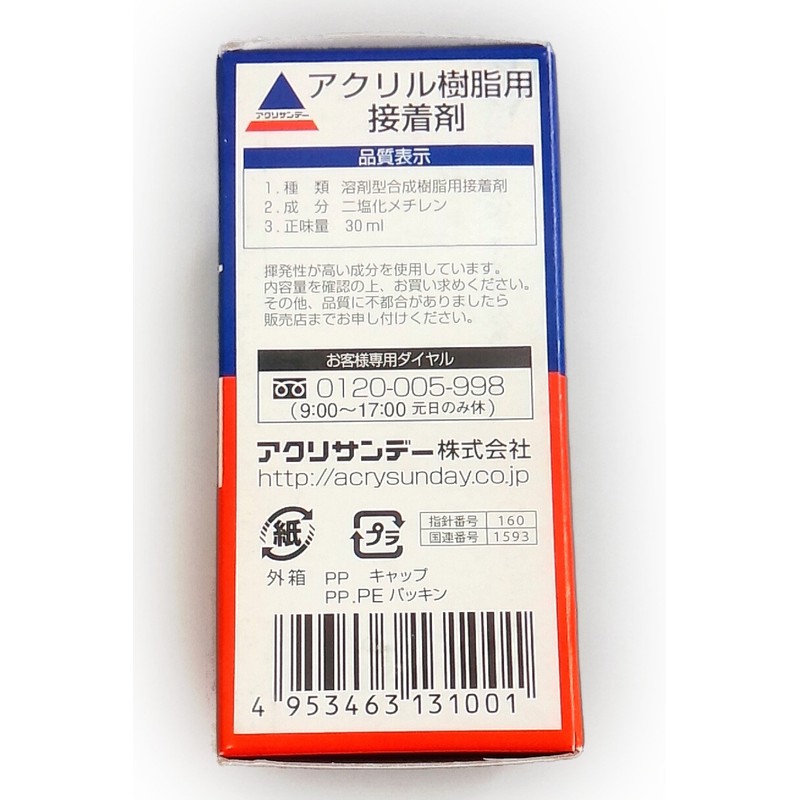 アクリサンデー
アクリル樹脂用
接着剤
品質表示
1.種 類 溶剤型合成樹脂用接着剤
2.成 分 二塩化メチレン
3.正味量 30ml
揮発性が高い成分を使用しています。
内容量を確認の上、お買い求めください。
その他、品質に不都合がありましたら
販売店までお申し付けください。
お客様専用ダイヤル
0120-005-998
(9:00〜17:00 元日のみ休)
アクリサンデー株式会社
http://acrysunday.co.jp
紙 プラ
指針番号 160
国連番号 1593
外箱 PP キャップ
PP.PE パッキン
4 953463 131001